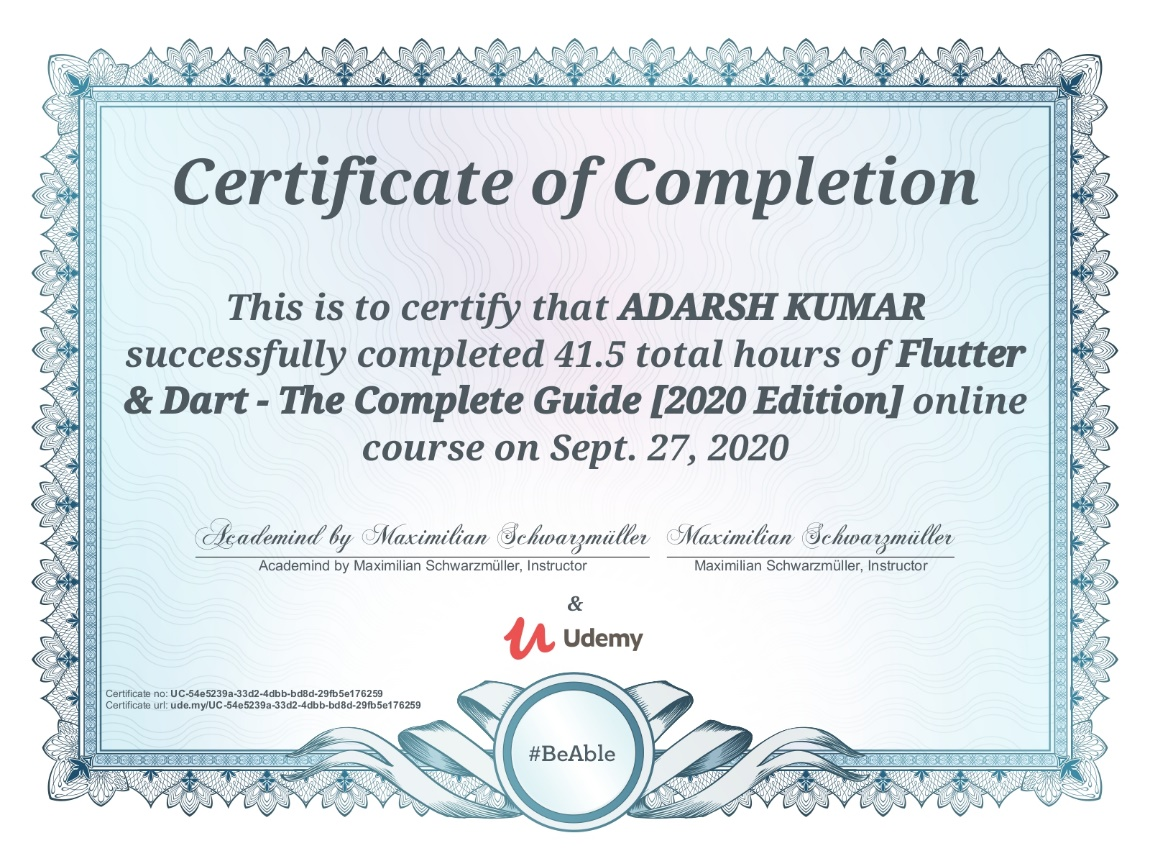 Certificate of Completion
This is to certify that ADARSH KUMAR
successfully completed 41.5 total hours of Flutter
& Dart - The Complete Guide [2020 Edition] online
course on Sept. 27, 2020
Academind by Maximilian Schwarzmüller Maximilian Schwarzmüller
Academind by Maximilian Schwarzmüller, Instructor Maximilian Schwarzmüller, Instructor
&
Udemy
Certificate no: UC-54e5239a-33d2-4dbb-bd8d-29fb5e176259
Certificate url: ude.my/UC-54e5239a-33d2-4dbb-bd8d-29fb5e176259
#BeAble